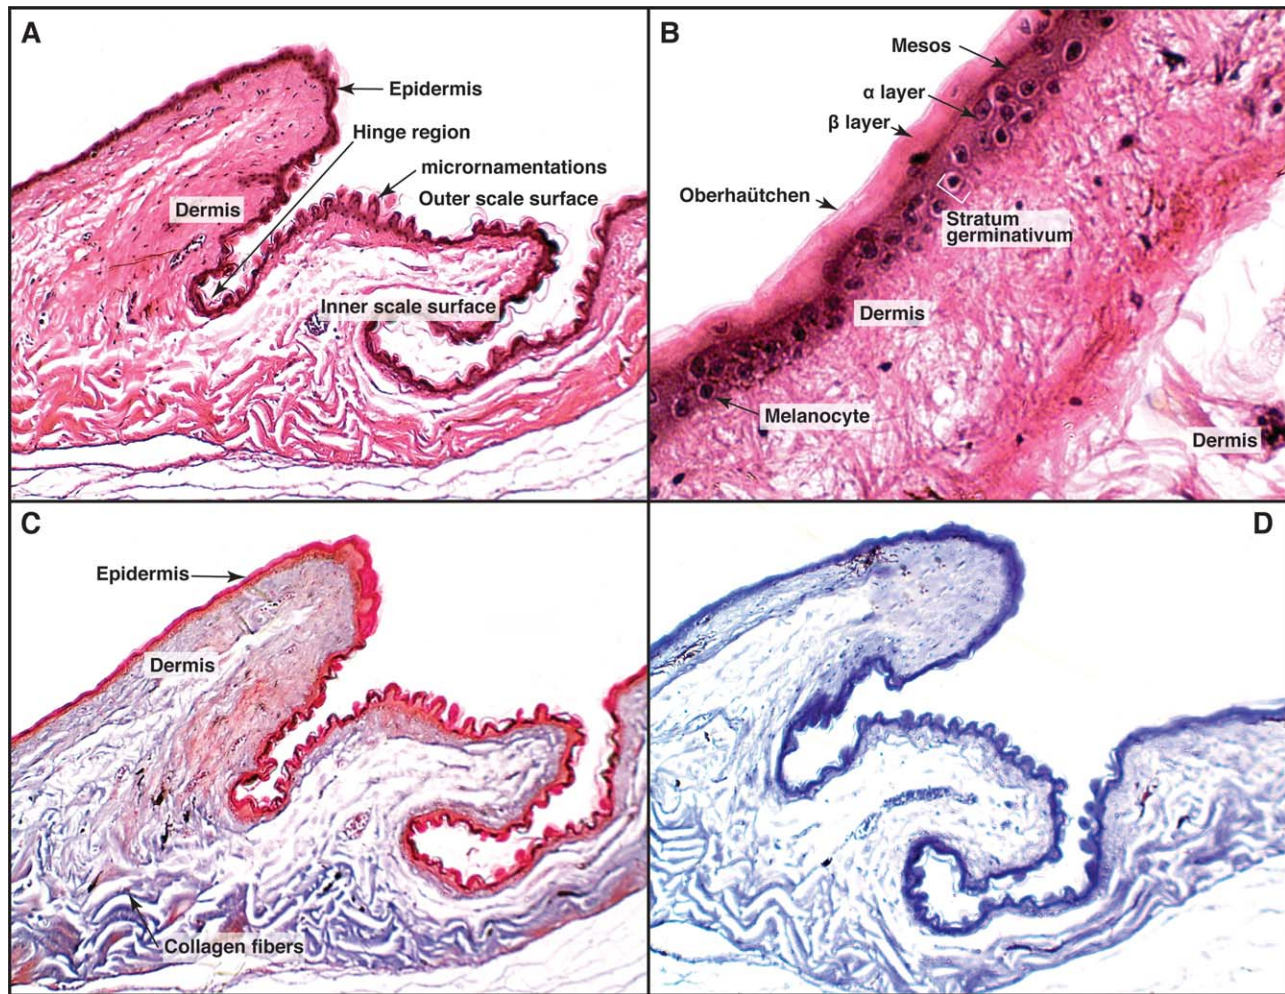 A
Epidermis
Hinge region
micrornamentations
Outer scale surface
Dermis
Inner scale surface
B
Mesos
α layer
β layer
Oberhaütchen
Stratum
germinativum
Dermis
Melanocyte
Dermis
C
Epidermis
Dermis
Collagen fibers
D